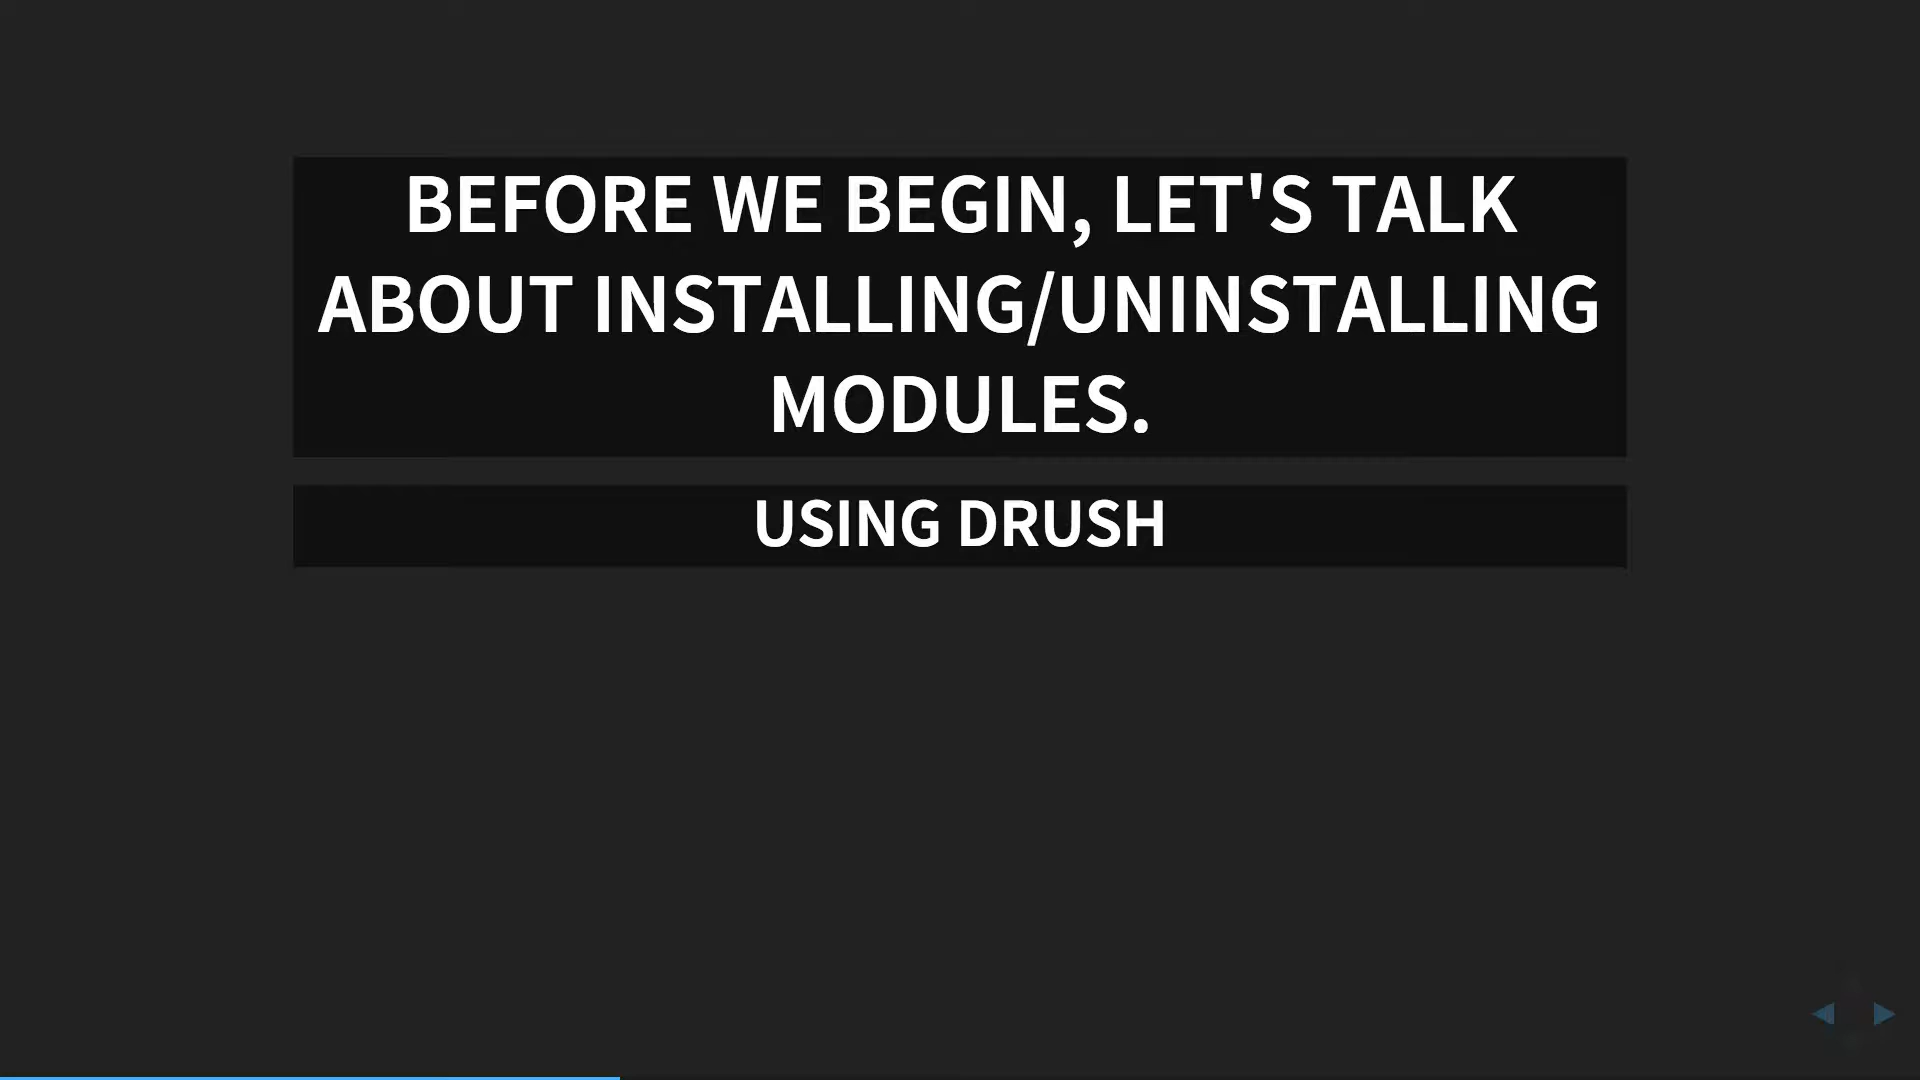 BEFORE WE BEGIN, LET'S TALK
ABOUT INSTALLING/UNINSTALLING
MODULES.
USING DRUSH